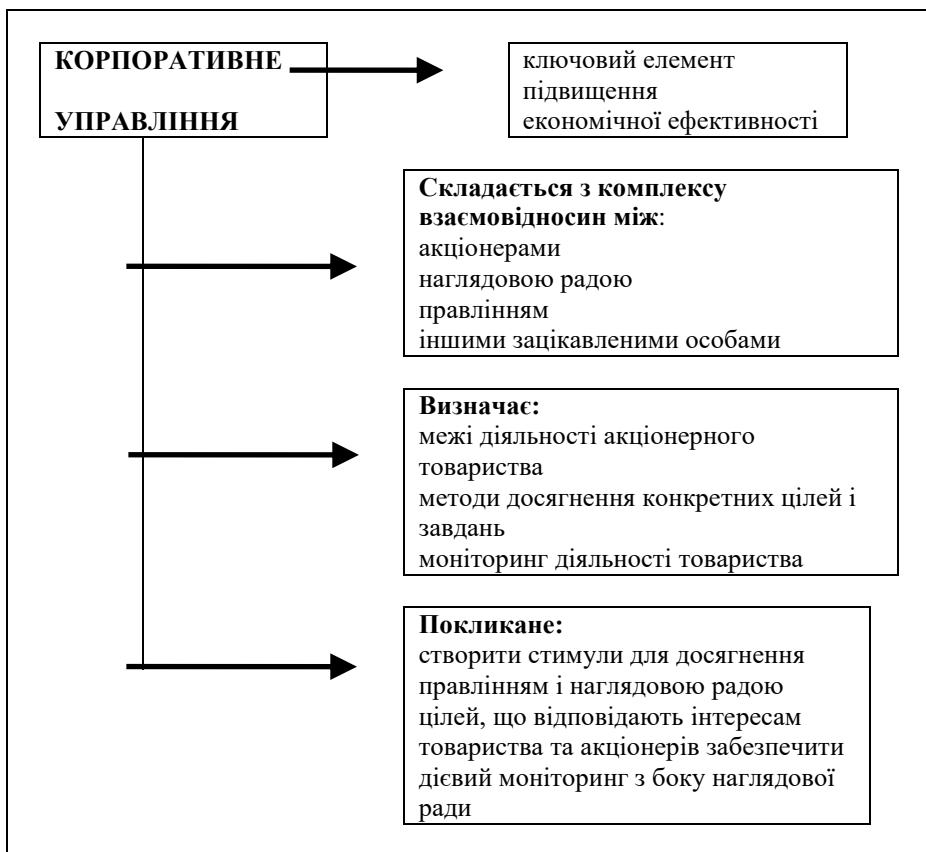 КОРПОРАТИВНЕ
УПРАВЛІННЯ
ключовий елемент
підвищення
економічної ефективності
Складається з комплексу
взаємовідносин між:
акціонерами
наглядовою радою
правлінням
іншими зацікавленими особами
Визначає:
межі діяльності акціонерного
товариства
методи досягнення конкретних цілей і
завдань
моніторинг діяльності товариства
Покликане:
створити стимули для досягнення
правлінням і наглядовою радою
цілей, що відповідають інтересам
товариства та акціонерів забезпечити
дієвий моніторинг з боку наглядової
ради